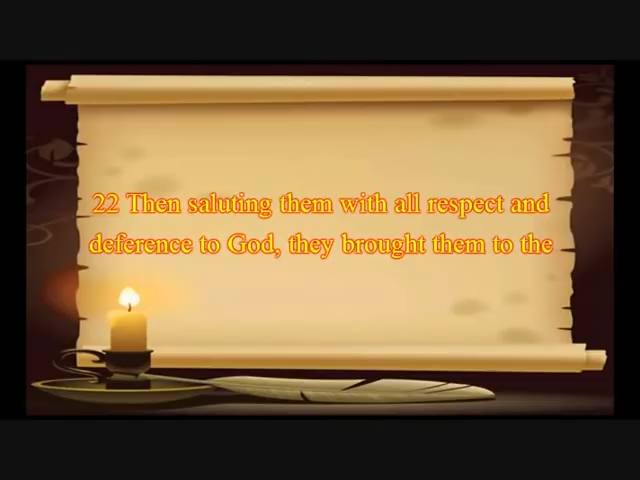 22 Then saluting them with all respect and
deference to God, they brought them to the